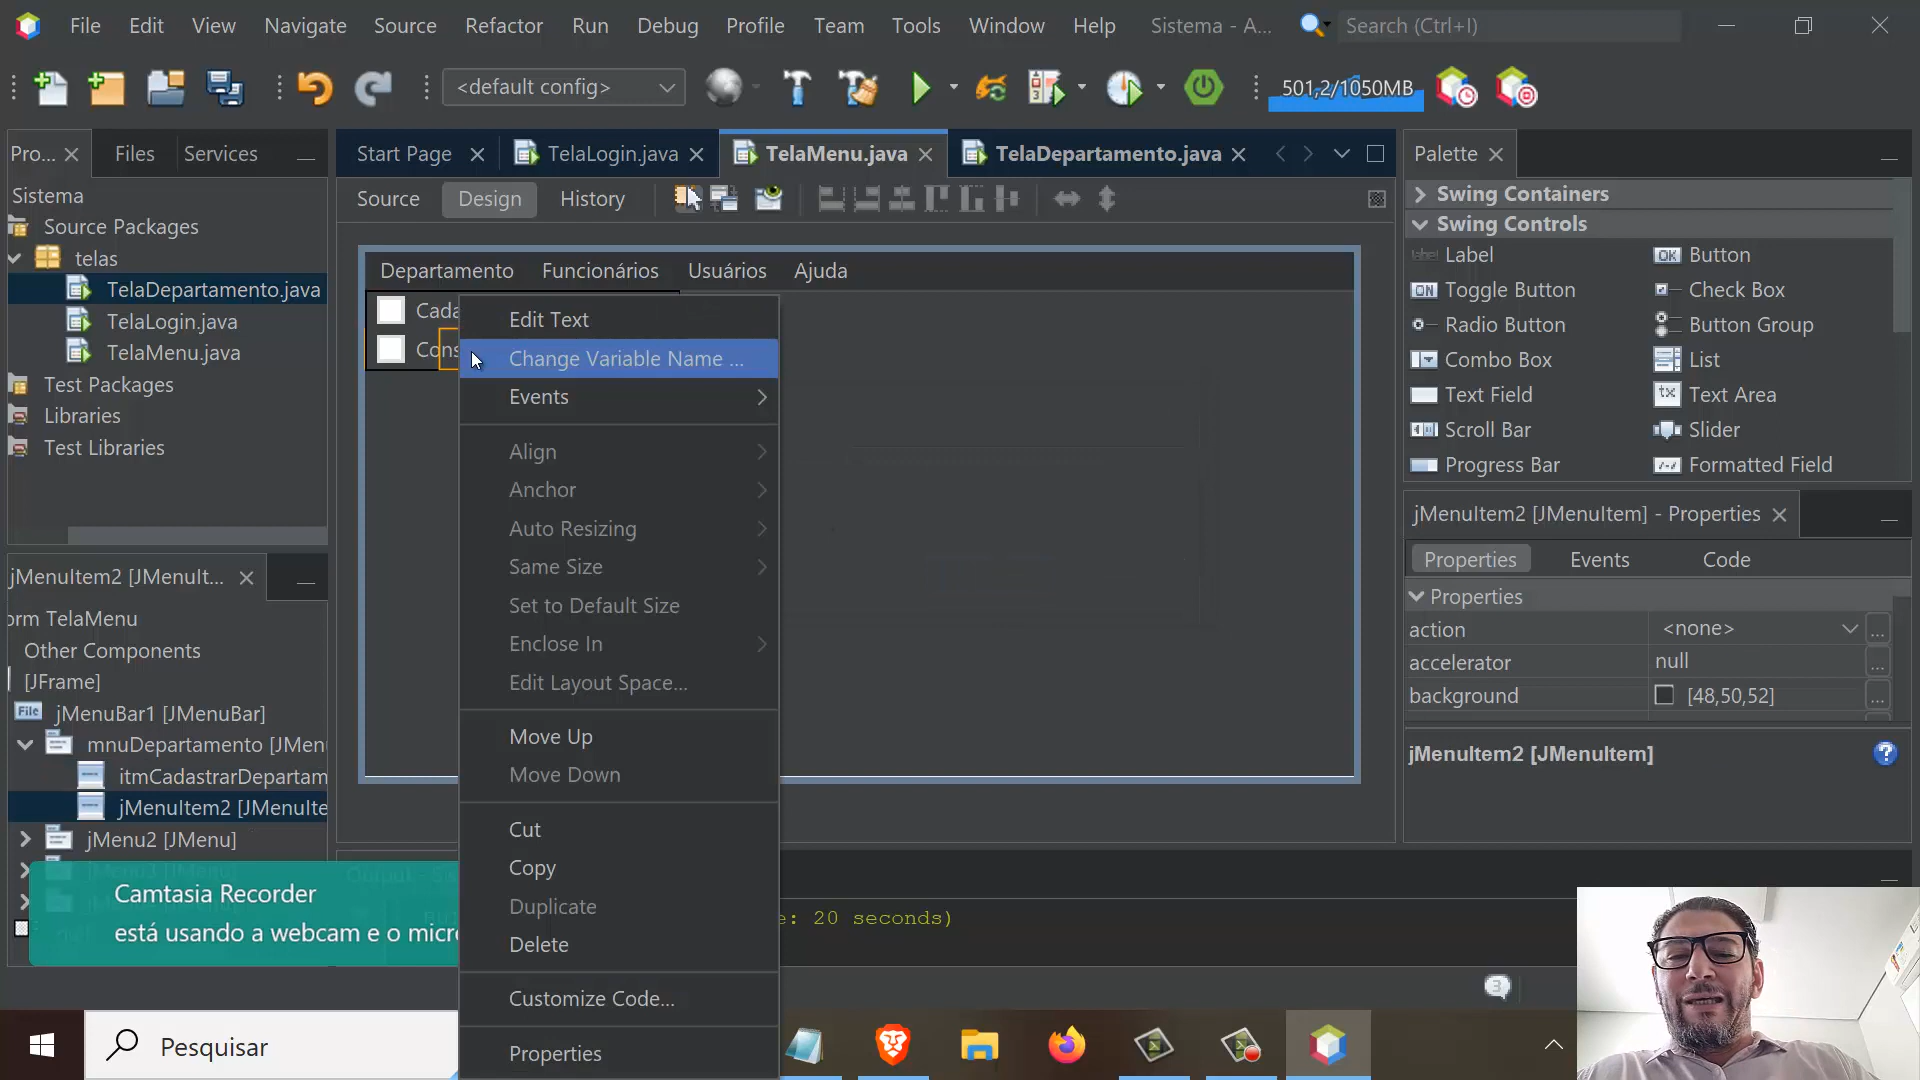 File Edit View Navigate Source Refactor Run Debug Profile Team Tools Window Help Sistema - A... Search (Ctrl+I)
<default config> 501,2/1050MB
Pro... Files Services
Start Page TelaLogin.java TelaMenu.java TelaDepartamento.java
Palette
Source Design History
Sistema
Source Packages
telas
TelaDepartamento.java
TelaLogin.java
TelaMenu.java
Test Packages
Libraries
Test Libraries
jMenuItem2 [JMenuIt...
orm TelaMenu
Other Components
[JFrame]
File jMenuBar1 [JMenuBar]
mnuDepartamento [JMen
itmCadastrarDepartam
jMenuItem2 [JMenuIte
jMenu2 [JMenu]
Departamento Funcionários Usuários Ajuda
Cada
Cons
Edit Text
Change Variable Name ...
Events
Align
Anchor
Auto Resizing
Same Size
Set to Default Size
Enclose In
Edit Layout Space...
Move Up
Move Down
Cut
Copy
Duplicate
Delete
Customize Code...
Properties
Swing Containers
Swing Controls
Label OK Button
ON Toggle Button Check Box
Radio Button Button Group
Combo Box List
Text Field tx Text Area
Scroll Bar Slider
Progress Bar Formatted Field
jMenuItem2 [JMenuItem] - Properties
Properties Events Code
Properties
action <none> ...
accelerator null ...
background [48,50,52] ...
jMenuItem2 [JMenuItem]
Camtasia Recorder
está usando a webcam e o micr
e: 20 seconds)
3
Pesquisar